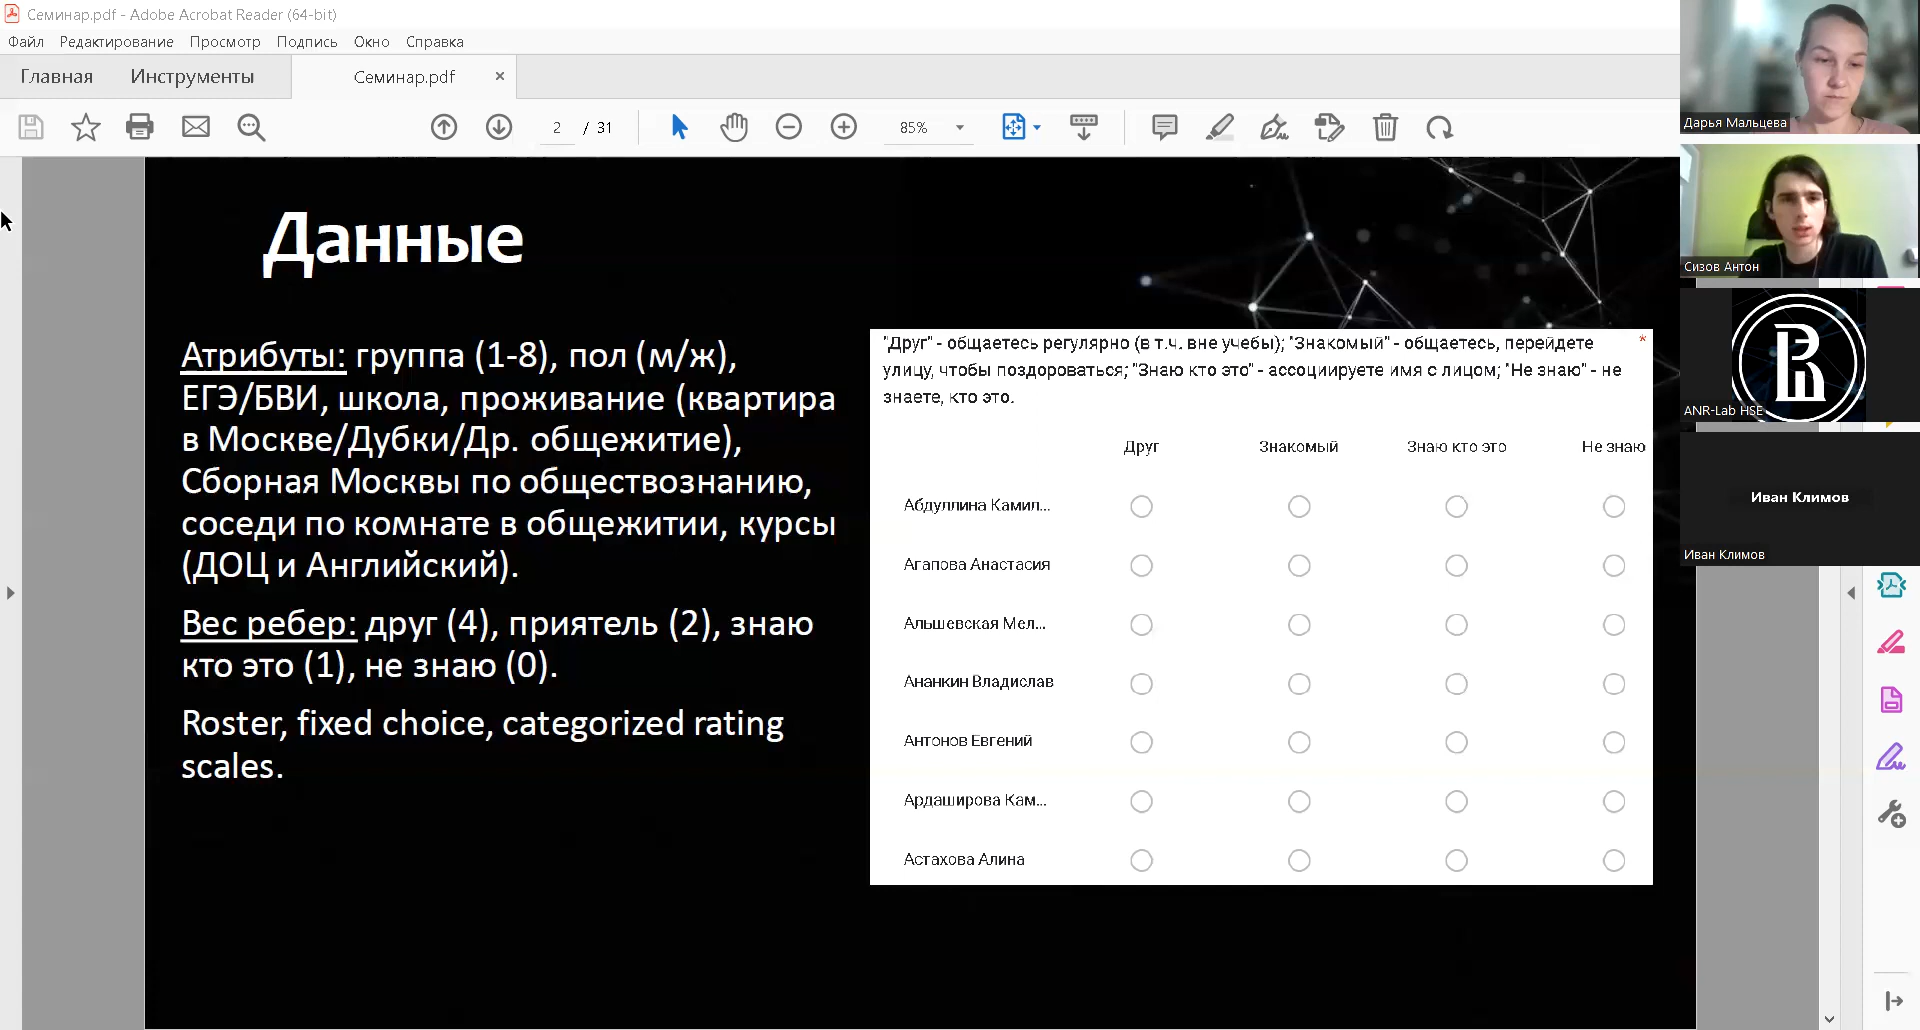 Семинар.pdf - Adobe Acrobat Reader (64-bit)
Файл Редактирование Просмотр Подпись Окно Справка
Главная Инструменты Семинар.pdf ×
2 / 31 85%
Данные
Атрибуты: группа (1-8), пол (м/ж),
ЕГЭ/БВИ, школа, проживание (квартира
в Москве/Дубки/Др. общежитие),
Сборная Москвы по обществознанию,
соседи по комнате в общежитии, курсы
(ДОЦ и Английский).
Вес ребер: друг (4), приятель (2), знаю
кто это (1), не знаю (0).
Roster, fixed choice, categorized rating
scales.
"Друг" - общаетесь регулярно (в т.ч. вне учебы); "Знакомый" - общаетесь, перейдете *
улицу, чтобы поздороваться; "Знаю кто это" - ассоциируете имя с лицом; "Не знаю" - не
знаете, кто это.
Друг Знакомый Знаю кто это Не знаю
Абдуллина Камил...
Агапова Анастасия
Альшевская Мел...
Ананкин Владислав
Антонов Евгений
Ардаширова Кам...
Астахова Алина
Дарья Мальцева
Сизов Антон
ANR-Lab HSE
Иван Климов
Иван Климов